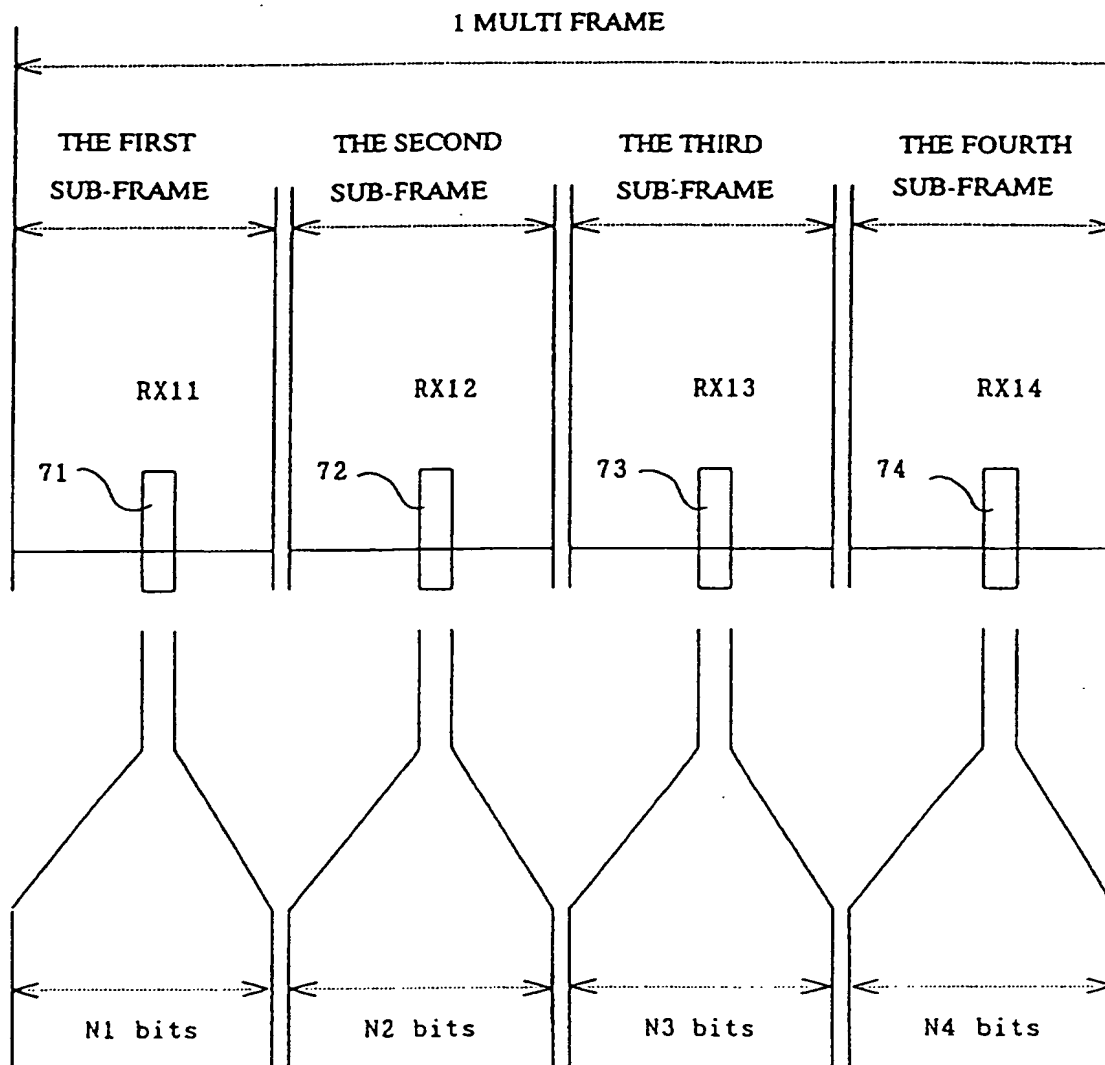 1 MULTI FRAME
THE FIRST SUB-FRAME
THE SECOND SUB-FRAME
THE THIRD SUB-FRAME
THE FOURTH SUB-FRAME
RX11 RX12 RX13 RX14
71 72 73 74
N1 bits N2 bits N3 bits N4 bits